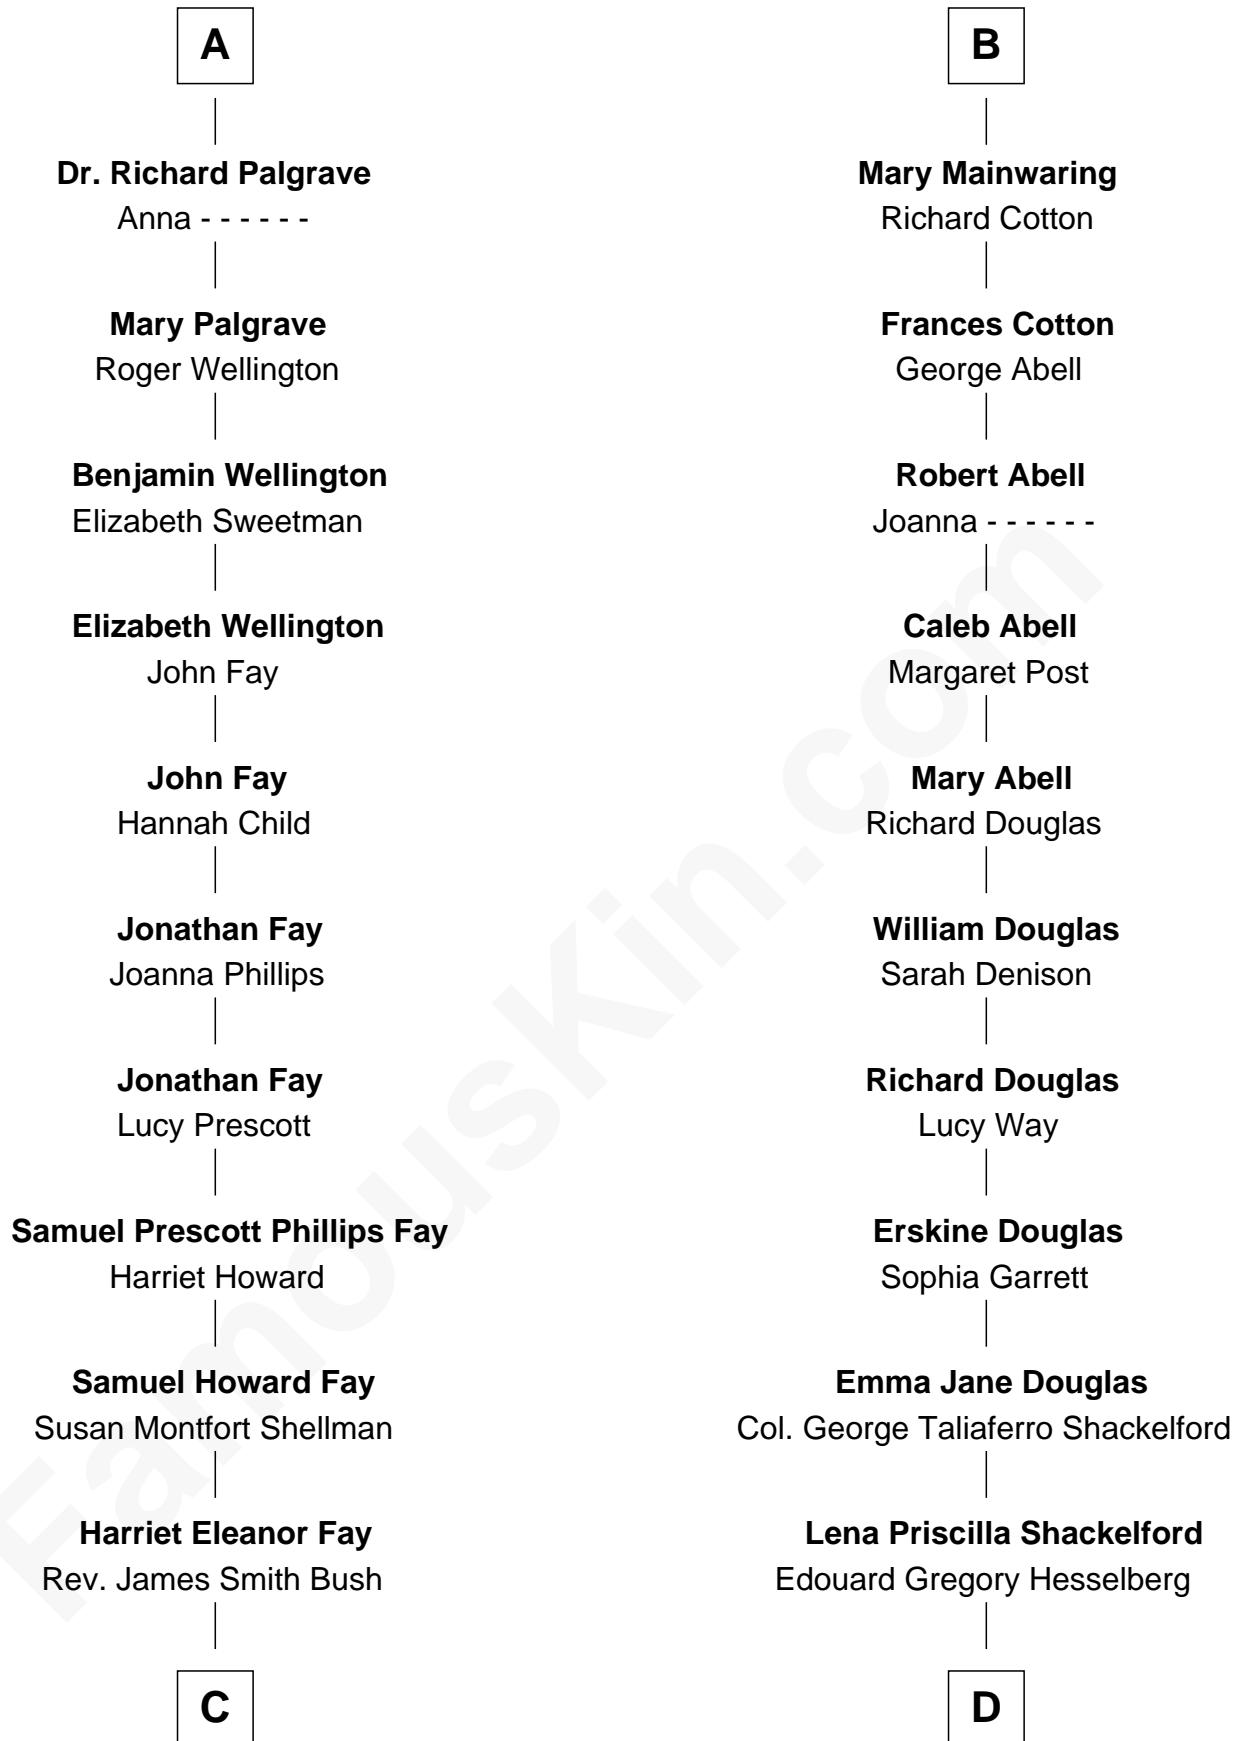 A
Dr. Richard Palgrave
Anna - - - - - -
Mary Palgrave
Roger Wellington
Benjamin Wellington
Elizabeth Sweetman
Elizabeth Wellington
John Fay
John Fay
Hannah Child
Jonathan Fay
Joanna Phillips
Jonathan Fay
Lucy Prescott
Samuel Prescott Phillips Fay
Harriet Howard
Samuel Howard Fay
Susan Montfort Shellman
Harriet Eleanor Fay
Rev. James Smith Bush
C
B
Mary Mainwaring
Richard Cotton
Frances Cotton
George Abell
Robert Abell
Joanna - - - - - -
Caleb Abell
Margaret Post
Mary Abell
Richard Douglas
William Douglas
Sarah Denison
Richard Douglas
Lucy Way
Erskine Douglas
Sophia Garrett
Emma Jane Douglas
Col. George Taliaferro Shackelford
Lena Priscilla Shackelford
Edouard Gregory Hesselberg
D
FamousKin.com